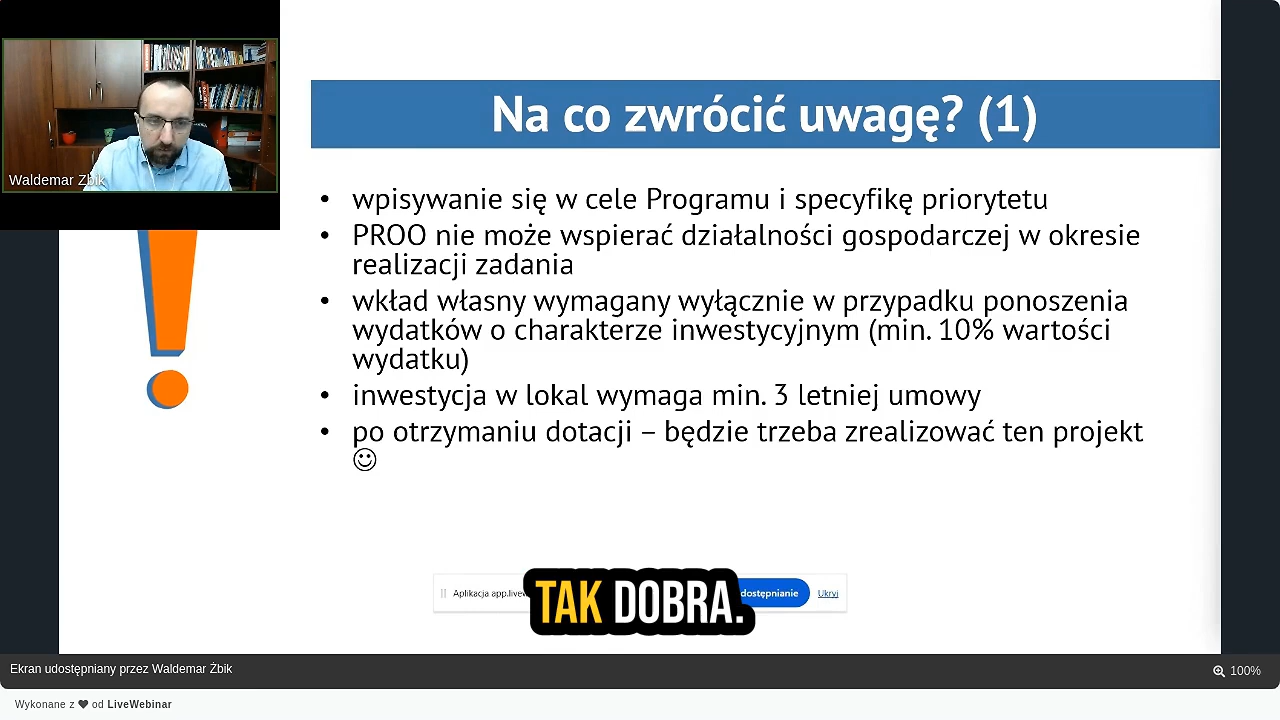 Waldemar Żbik
Na co zwrócić uwagę? (1)
• wpisywanie się w cele Programu i specyfikę priorytetu
• PROO nie może wspierać działalności gospodarczej w okresie
realizacji zadania
• wkład własny wymagany wyłącznie w przypadku ponoszenia
wydatków o charakterze inwestycyjnym (min. 10% wartości
wydatku)
• inwestycja w lokal wymaga min. 3 letniej umowy
• po otrzymaniu dotacji – będzie trzeba zrealizować ten projekt
☺
Aplikacja Ukryj
TAK DOBRA.
Ekran udostępniany przez Waldemar Żbik
100%
Wykonane z ❤ od LiveWebinar